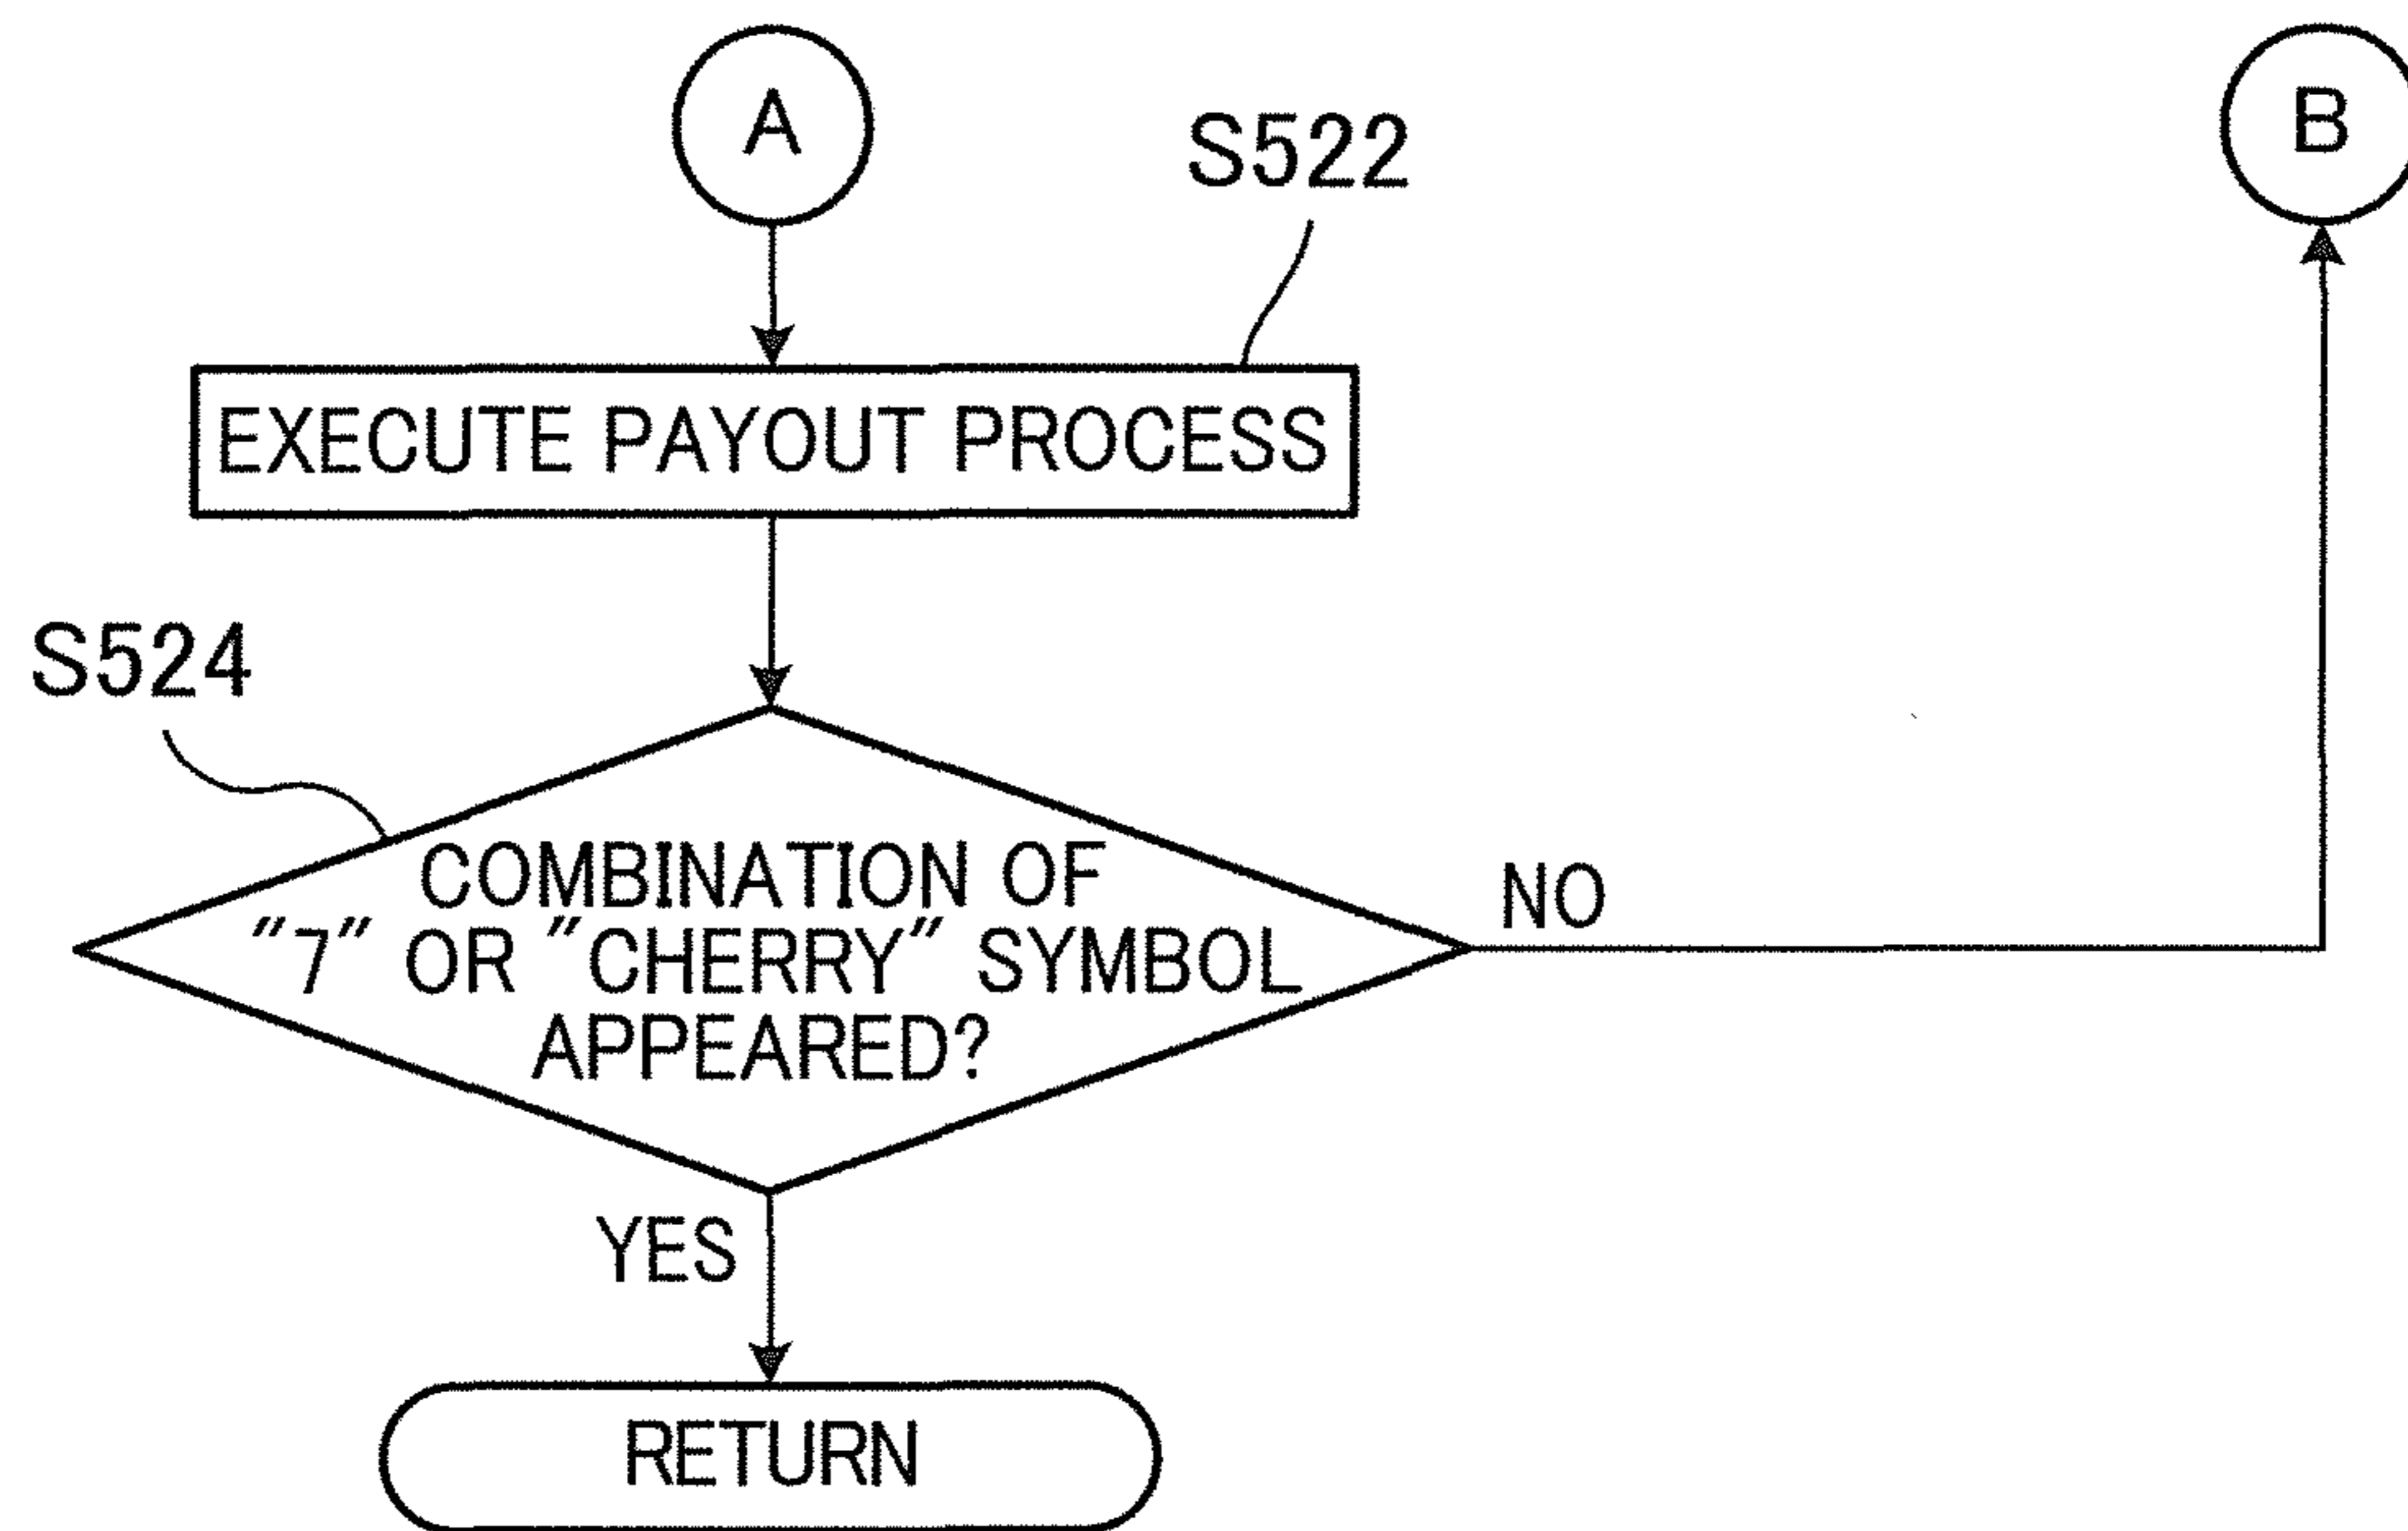 A
B
S522
EXECUTE PAYOUT PROCESS
S524
COMBINATION OF
"7" OR "CHERRY" SYMBOL
APPEARED?
NO
YES
RETURN